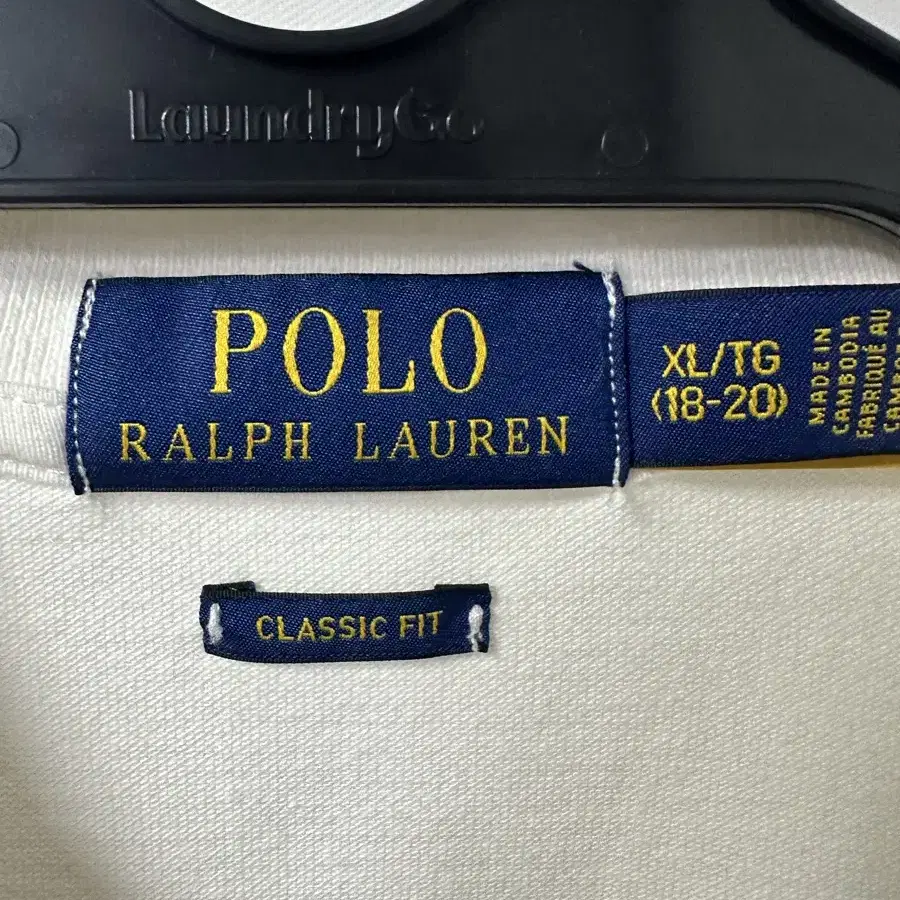 LaundryGo
POLO
RALPH LAUREN
XL/TG
(18-20)
MADE IN
CAMBODIA
FABRIQUÉ AU
CLASSIC FIT